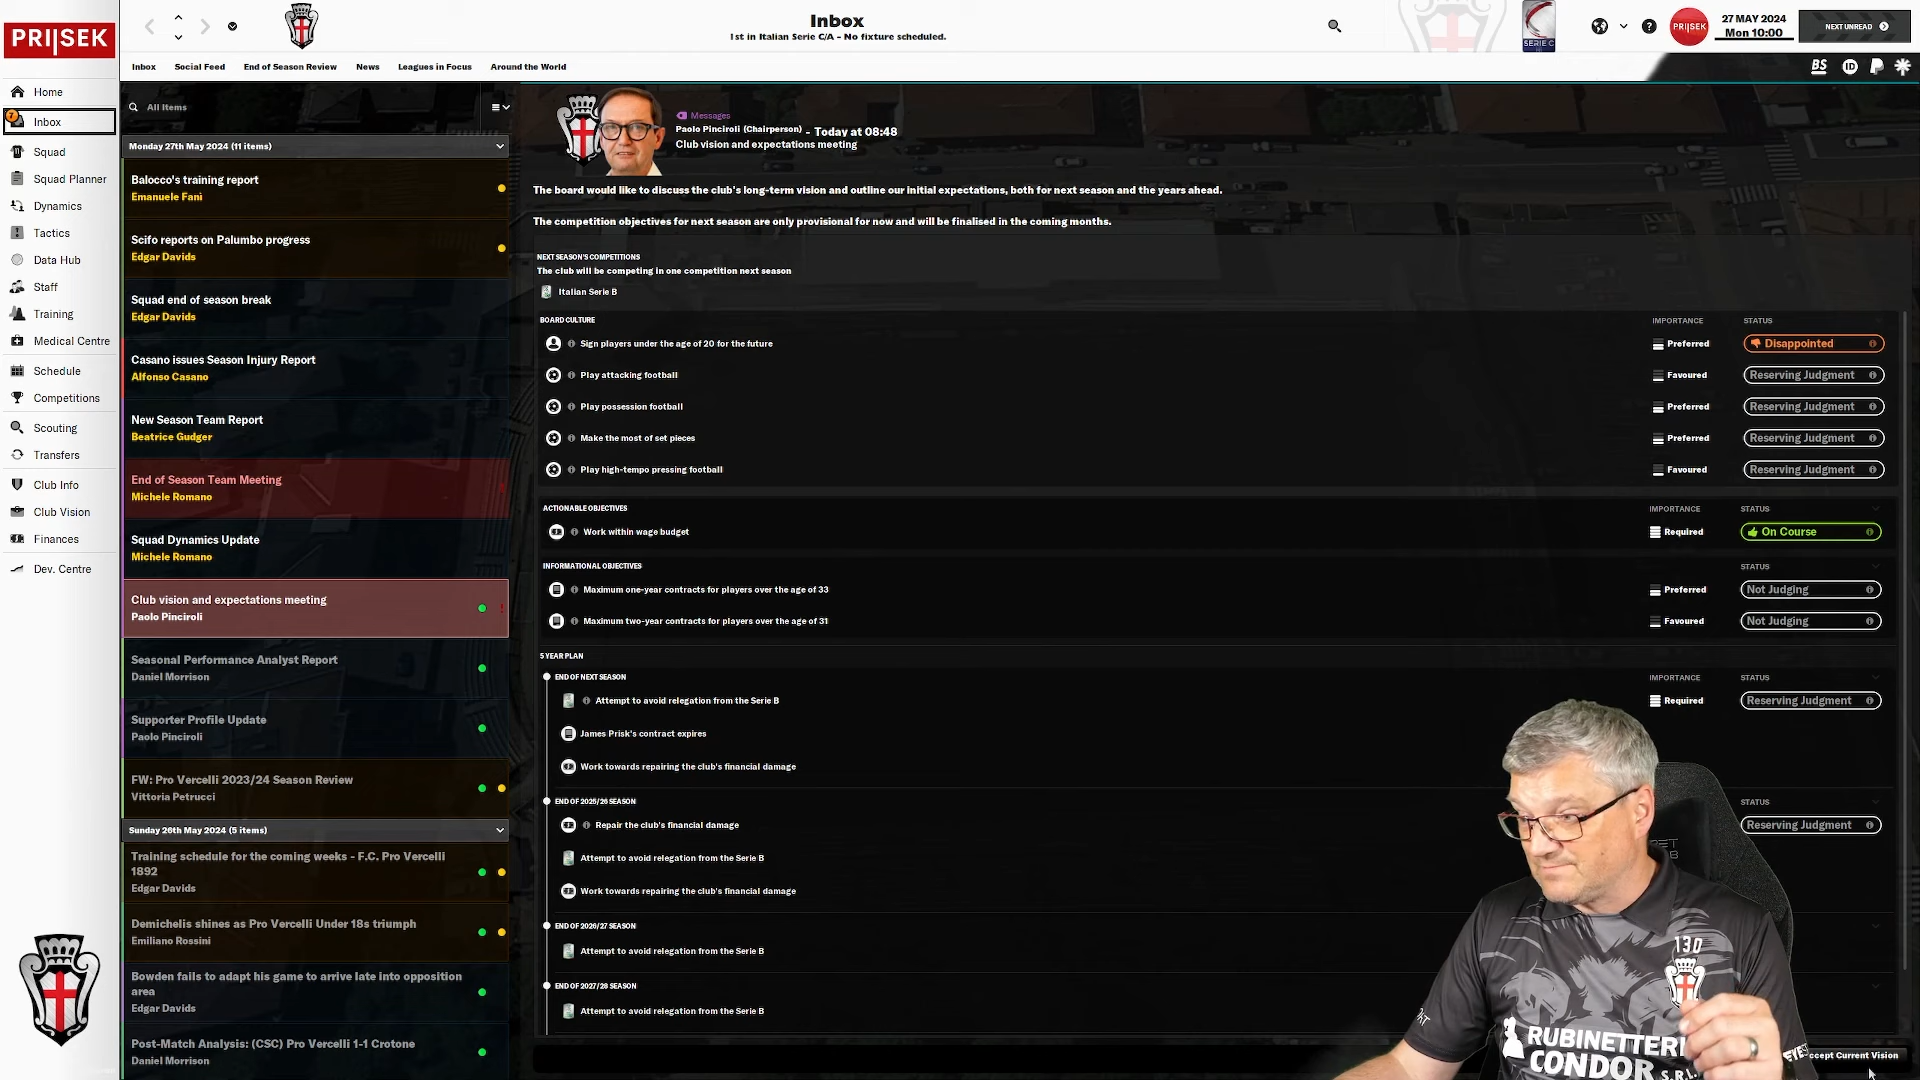 PRIJSEK
Inbox
1st in Italian Serie C/A - No fixture scheduled.
SERIE C
PRIJSEK
27 MAY 2024
Mon 10:00
NEXT UNREAD
Inbox
Social Feed
End of Season Review
News
Leagues in Focus
Around the World
BS
ID
Home
7
Inbox
Squad
Squad Planner
Dynamics
Tactics
Data Hub
Staff
Training
Medical Centre
Schedule
Competitions
Scouting
Transfers
Club Info
Club Vision
Finances
Dev. Centre
All Items
Monday 27th May 2024 (11 items)
Balocco's training report
Emanuele Fani
Scifo reports on Palumbo progress
Edgar Davids
Squad end of season break
Edgar Davids
Casano issues Season Injury Report
Alfonso Casano
New Season Team Report
Beatrice Gudger
End of Season Team Meeting
Michele Romano
Squad Dynamics Update
Michele Romano
Club vision and expectations meeting
Paolo Pinciroli
Seasonal Performance Analyst Report
Daniel Morrison
Supporter Profile Update
Paolo Pinciroli
FW: Pro Vercelli 2023/24 Season Review
Vittoria Petrucci
Sunday 26th May 2024 (5 items)
Training schedule for the coming weeks - F.C. Pro Vercelli
1892
Edgar Davids
Demichelis shines as Pro Vercelli Under 18s triumph
Emiliano Rossini
Bowden fails to adapt his game to arrive late into opposition
area
Edgar Davids
Post-Match Analysis: (CSC) Pro Vercelli 1-1 Crotone
Daniel Morrison
Messages
Paolo Pinciroli (Chairperson) - Today at 08:48
Club vision and expectations meeting
The board would like to discuss the club's long-term vision and outline our initial expectations, both for next season and the years ahead.
The competition objectives for next season are only provisional for now and will be finalised in the coming months.
NEXT SEASON'S COMPETITIONS
The club will be competing in one competition next season
Italian Serie B
BOARD CULTURE IMPORTANCE STATUS
Sign players under the age of 20 for the future Preferred Disappointed
Play attacking football Favoured Reserving Judgment
Play possession football Preferred Reserving Judgment
Make the most of set pieces Preferred Reserving Judgment
Play high-tempo pressing football Favoured Reserving Judgment
ACTIONABLE OBJECTIVES IMPORTANCE STATUS
Work within wage budget Required On Course
INFORMATIONAL OBJECTIVES STATUS
Maximum one-year contracts for players over the age of 33 Preferred Not Judging
Maximum two-year contracts for players over the age of 31 Favoured Not Judging
5 YEAR PLAN
END OF NEXT SEASON IMPORTANCE STATUS
Attempt to avoid relegation from the Serie B Required Reserving Judgment
James Prisk's contract expires
Work towards repairing the club's financial damage
END OF 2025/26 SEASON STATUS
Repair the club's financial damage Reserving Judgment
Attempt to avoid relegation from the Serie B
Work towards repairing the club's financial damage
END OF 2026/27 SEASON
Attempt to avoid relegation from the Serie B
END OF 2027/28 SEASON
Attempt to avoid relegation from the Serie B
130
RUBINETTERI
CONDOR S.R.L.
ccept Current Vision